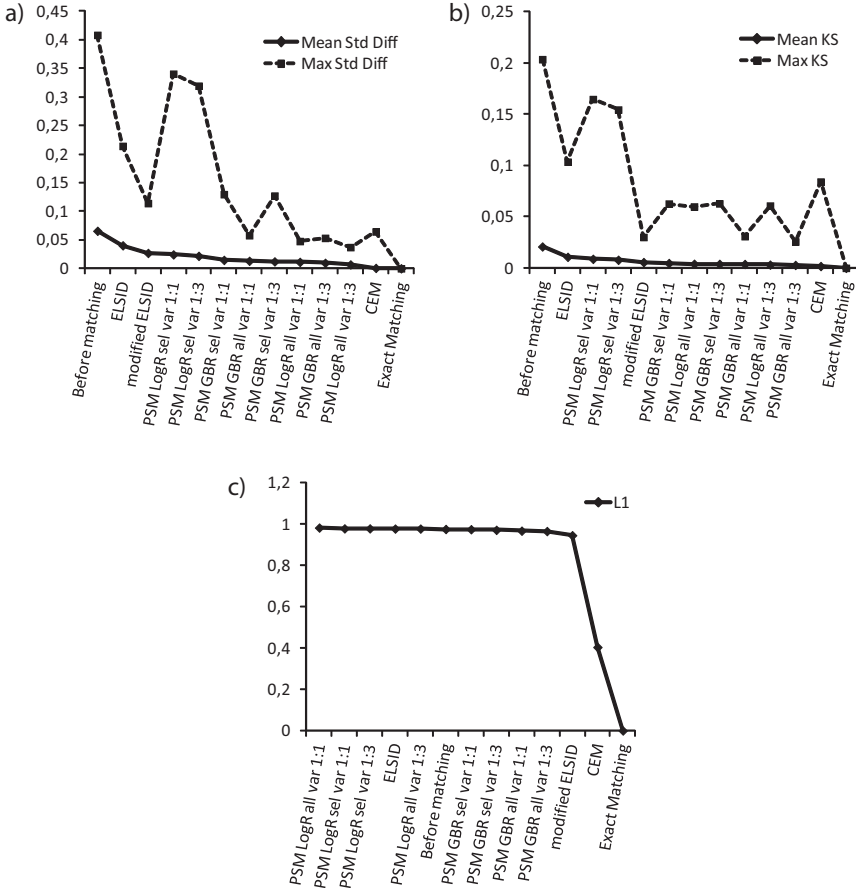 a)
0,45
0,4
0,35
0,3
0,25
0,2
0,15
0,1
0,05
0
Mean Std Diff
Max Std Diff
Before matching
ELSID
modified ELSID
PSM LogR sel var 1:1
PSM LogR sel var 1:3
PSM GBR sel var 1:1
PSM GBR all var 1:1
PSM GBR sel var 1:3
PSM LogR all var 1:1
PSM GBR all var 1:3
PSM LogR all var 1:3
CEM
Exact Matching
b)
0,25
0,2
0,15
0,1
0,05
0
Mean KS
Max KS
Before matching
ELSID
PSM LogR sel var 1:1
PSM LogR sel var 1:3
modified ELSID
PSM GBR sel var 1:1
PSM LogR all var 1:1
PSM GBR sel var 1:3
PSM GBR all var 1:1
PSM LogR all var 1:3
PSM GBR all var 1:3
CEM
Exact Matching
c)
1,2
1
0,8
0,6
0,4
0,2
0
L1
PSM LogR all var 1:1
PSM LogR sel var 1:1
PSM LogR sel var 1:3
ELSID
PSM LogR all var 1:3
Before matching
PSM GBR sel var 1:1
PSM GBR sel var 1:3
PSM GBR all var 1:1
PSM GBR all var 1:3
modified ELSID
CEM
Exact Matching